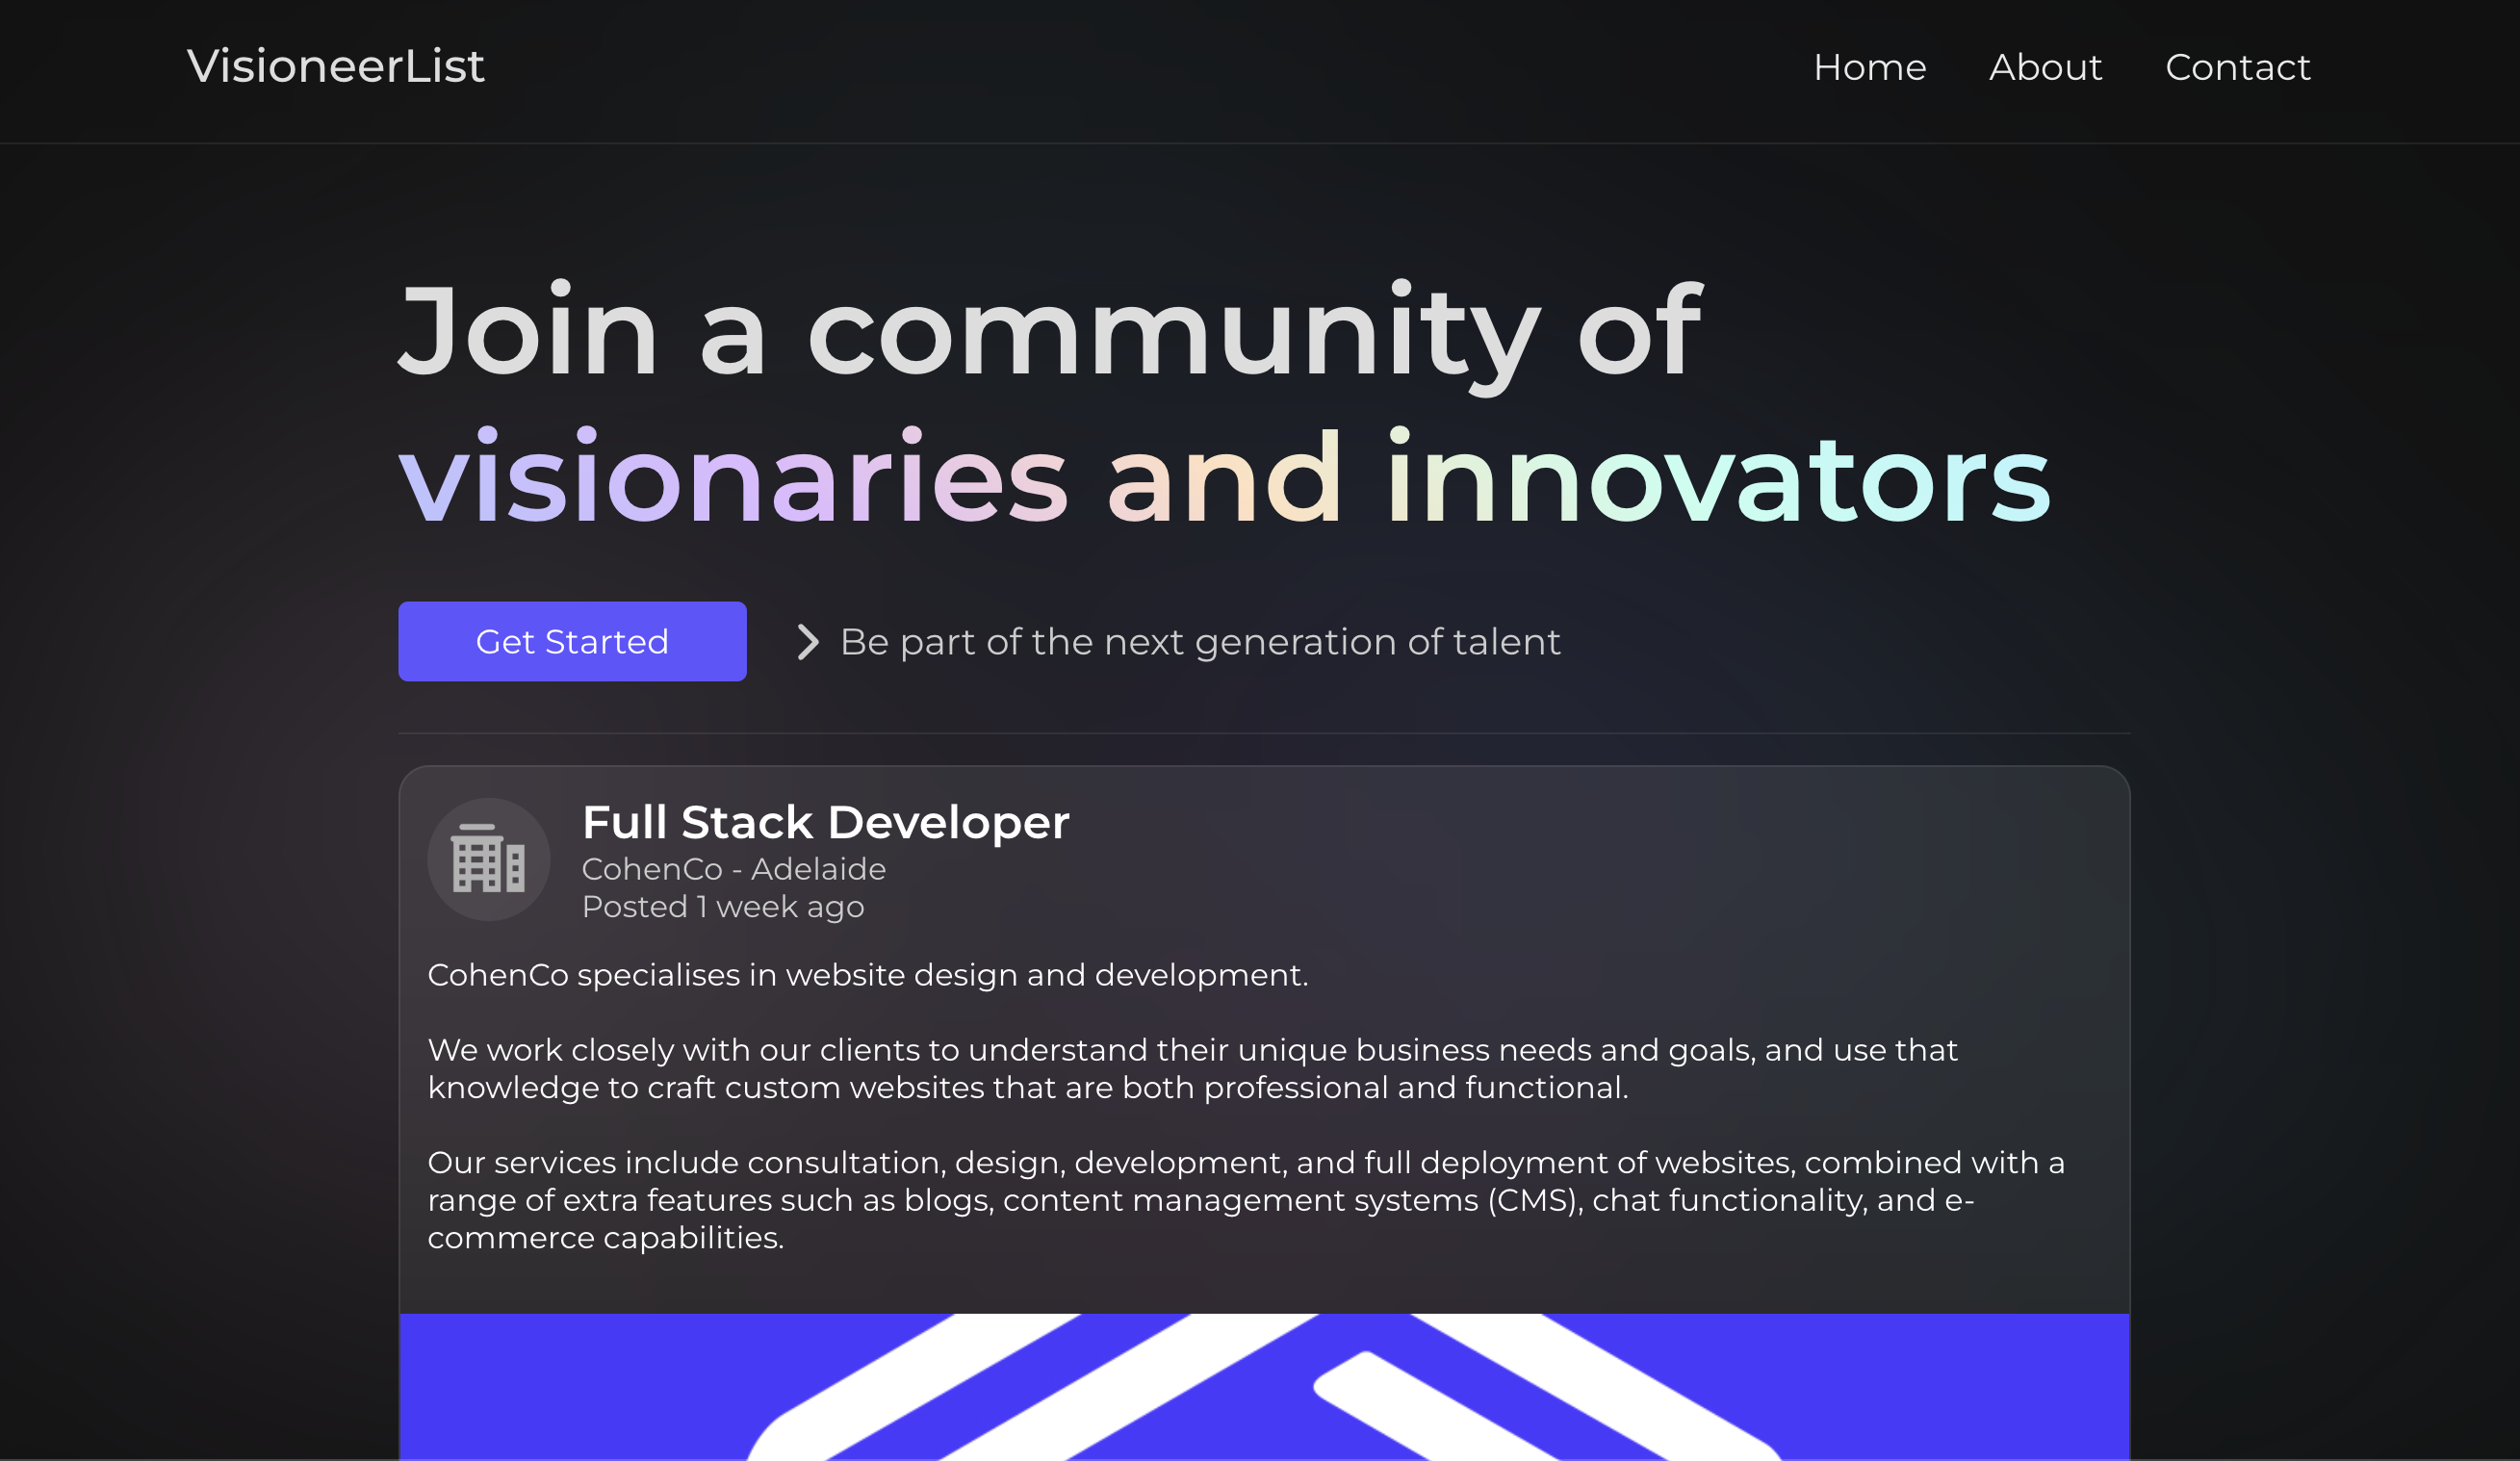 VisioneerList
Home About Contact
Join a community of
visionaries and innovators
Get Started
Be part of the next generation of talent
Full Stack Developer
CohenCo - Adelaide
Posted 1 week ago
CohenCo specialises in website design and development.
We work closely with our clients to understand their unique business needs and goals, and use that
knowledge to craft custom websites that are both professional and functional.
Our services include consultation, design, development, and full deployment of websites, combined with a
range of extra features such as blogs, content management systems (CMS), chat functionality, and e-
commerce capabilities.